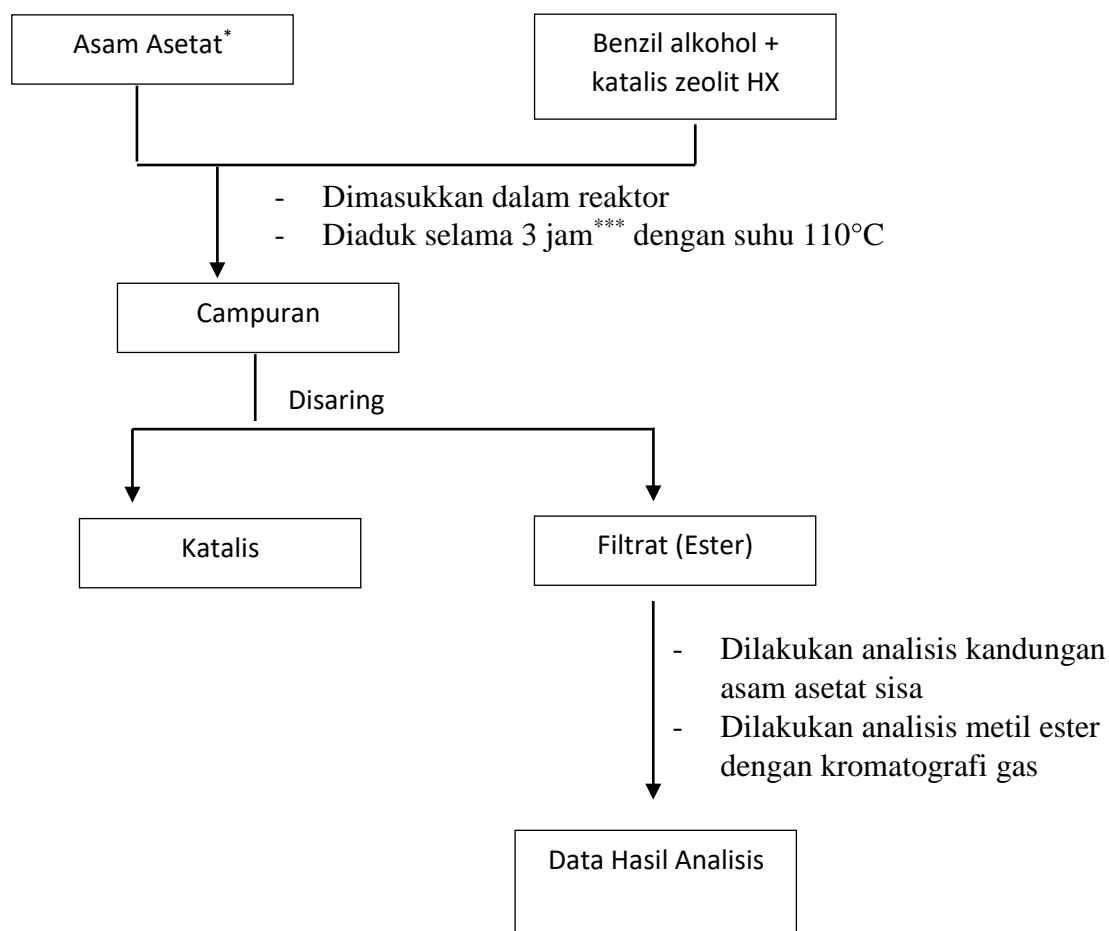 Asam Asetat*
Benzil alkohol +
katalis zeolit HX
- Dimasukkan dalam reaktor
- Diaduk selama 3 jam*** dengan suhu 110°C
Campuran
Disaring
Katalis
Filtrat (Ester)
- Dilakukan analisis kandungan
asam asetat sisa
- Dilakukan analisis metil ester
dengan kromatografi gas
Data Hasil Analisis